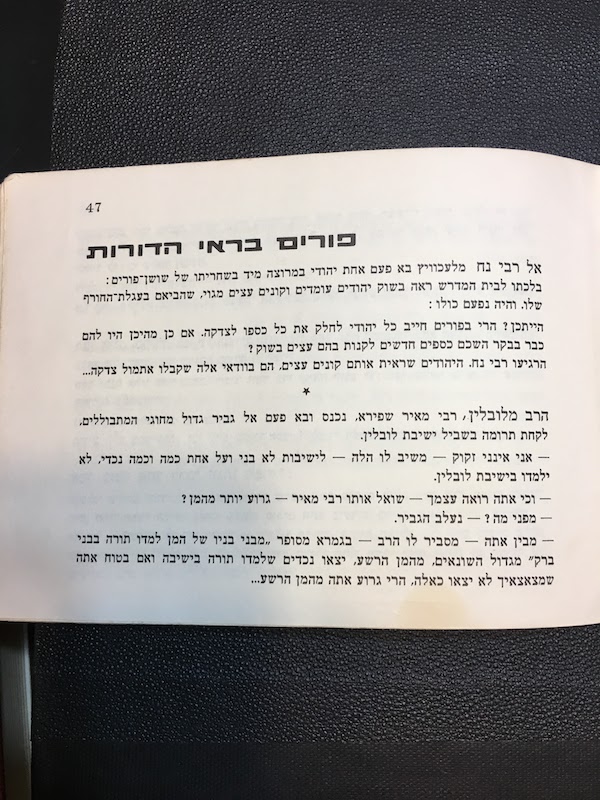 47
פורים בראי הדורות
אל רבי נח מלעכוויץ בא פעם אחת יהודי במרוצה מיד בשחריתו של שושן־פורים :
בלכתו לבית המדרש ראה בשוק יהודים עומדים וקונים עצים מגוי, שהביאם בעגלת־החורף
שלו. והיה נפעם כולו :
הייתכן ? הרי בפורים חייב כל יהודי לחלק את כל כספו לצדקה. אם כן מהיכן היו להם
כבר בבקר השכם כספים חדשים לקנות בהם עצים בשוק ?
הרגיעו רבי נח. היהודים שראית אותם קונים עצים, הם בוודאי אלה שקבלו אתמול צדקה...
*
הרב מלובלין, רבי מאיר שפירא, נכנס ובא פעם אל גביר גדול מחוגי המתבוללים,
לקחת תרומה בשביל ישיבת לובלין.
— אני אינני זקוק — משיב לו הלה — לישיבות לא בני ועל אחת כמה וכמה נכדי, לא
ילמדו בישיבת לובלין.
— וכי אתה רואה עצמך — שואל אותו רבי מאיר — גרוע יותר מהמן ?
— מפני מה ? — נעלב הגביר.
— מבין אתה — מסביר לו הרב — בגמרא מסופר „מבני בניו של המן למדו תורה בבני
ברק” מגדול השונאים, מהמן הרשע, יצאו נכדים שלמדו תורה בישיבה ואם בטוח אתה
שמצאצאיך לא יצאו כאלה, הרי גרוע אתה מהמן הרשע...